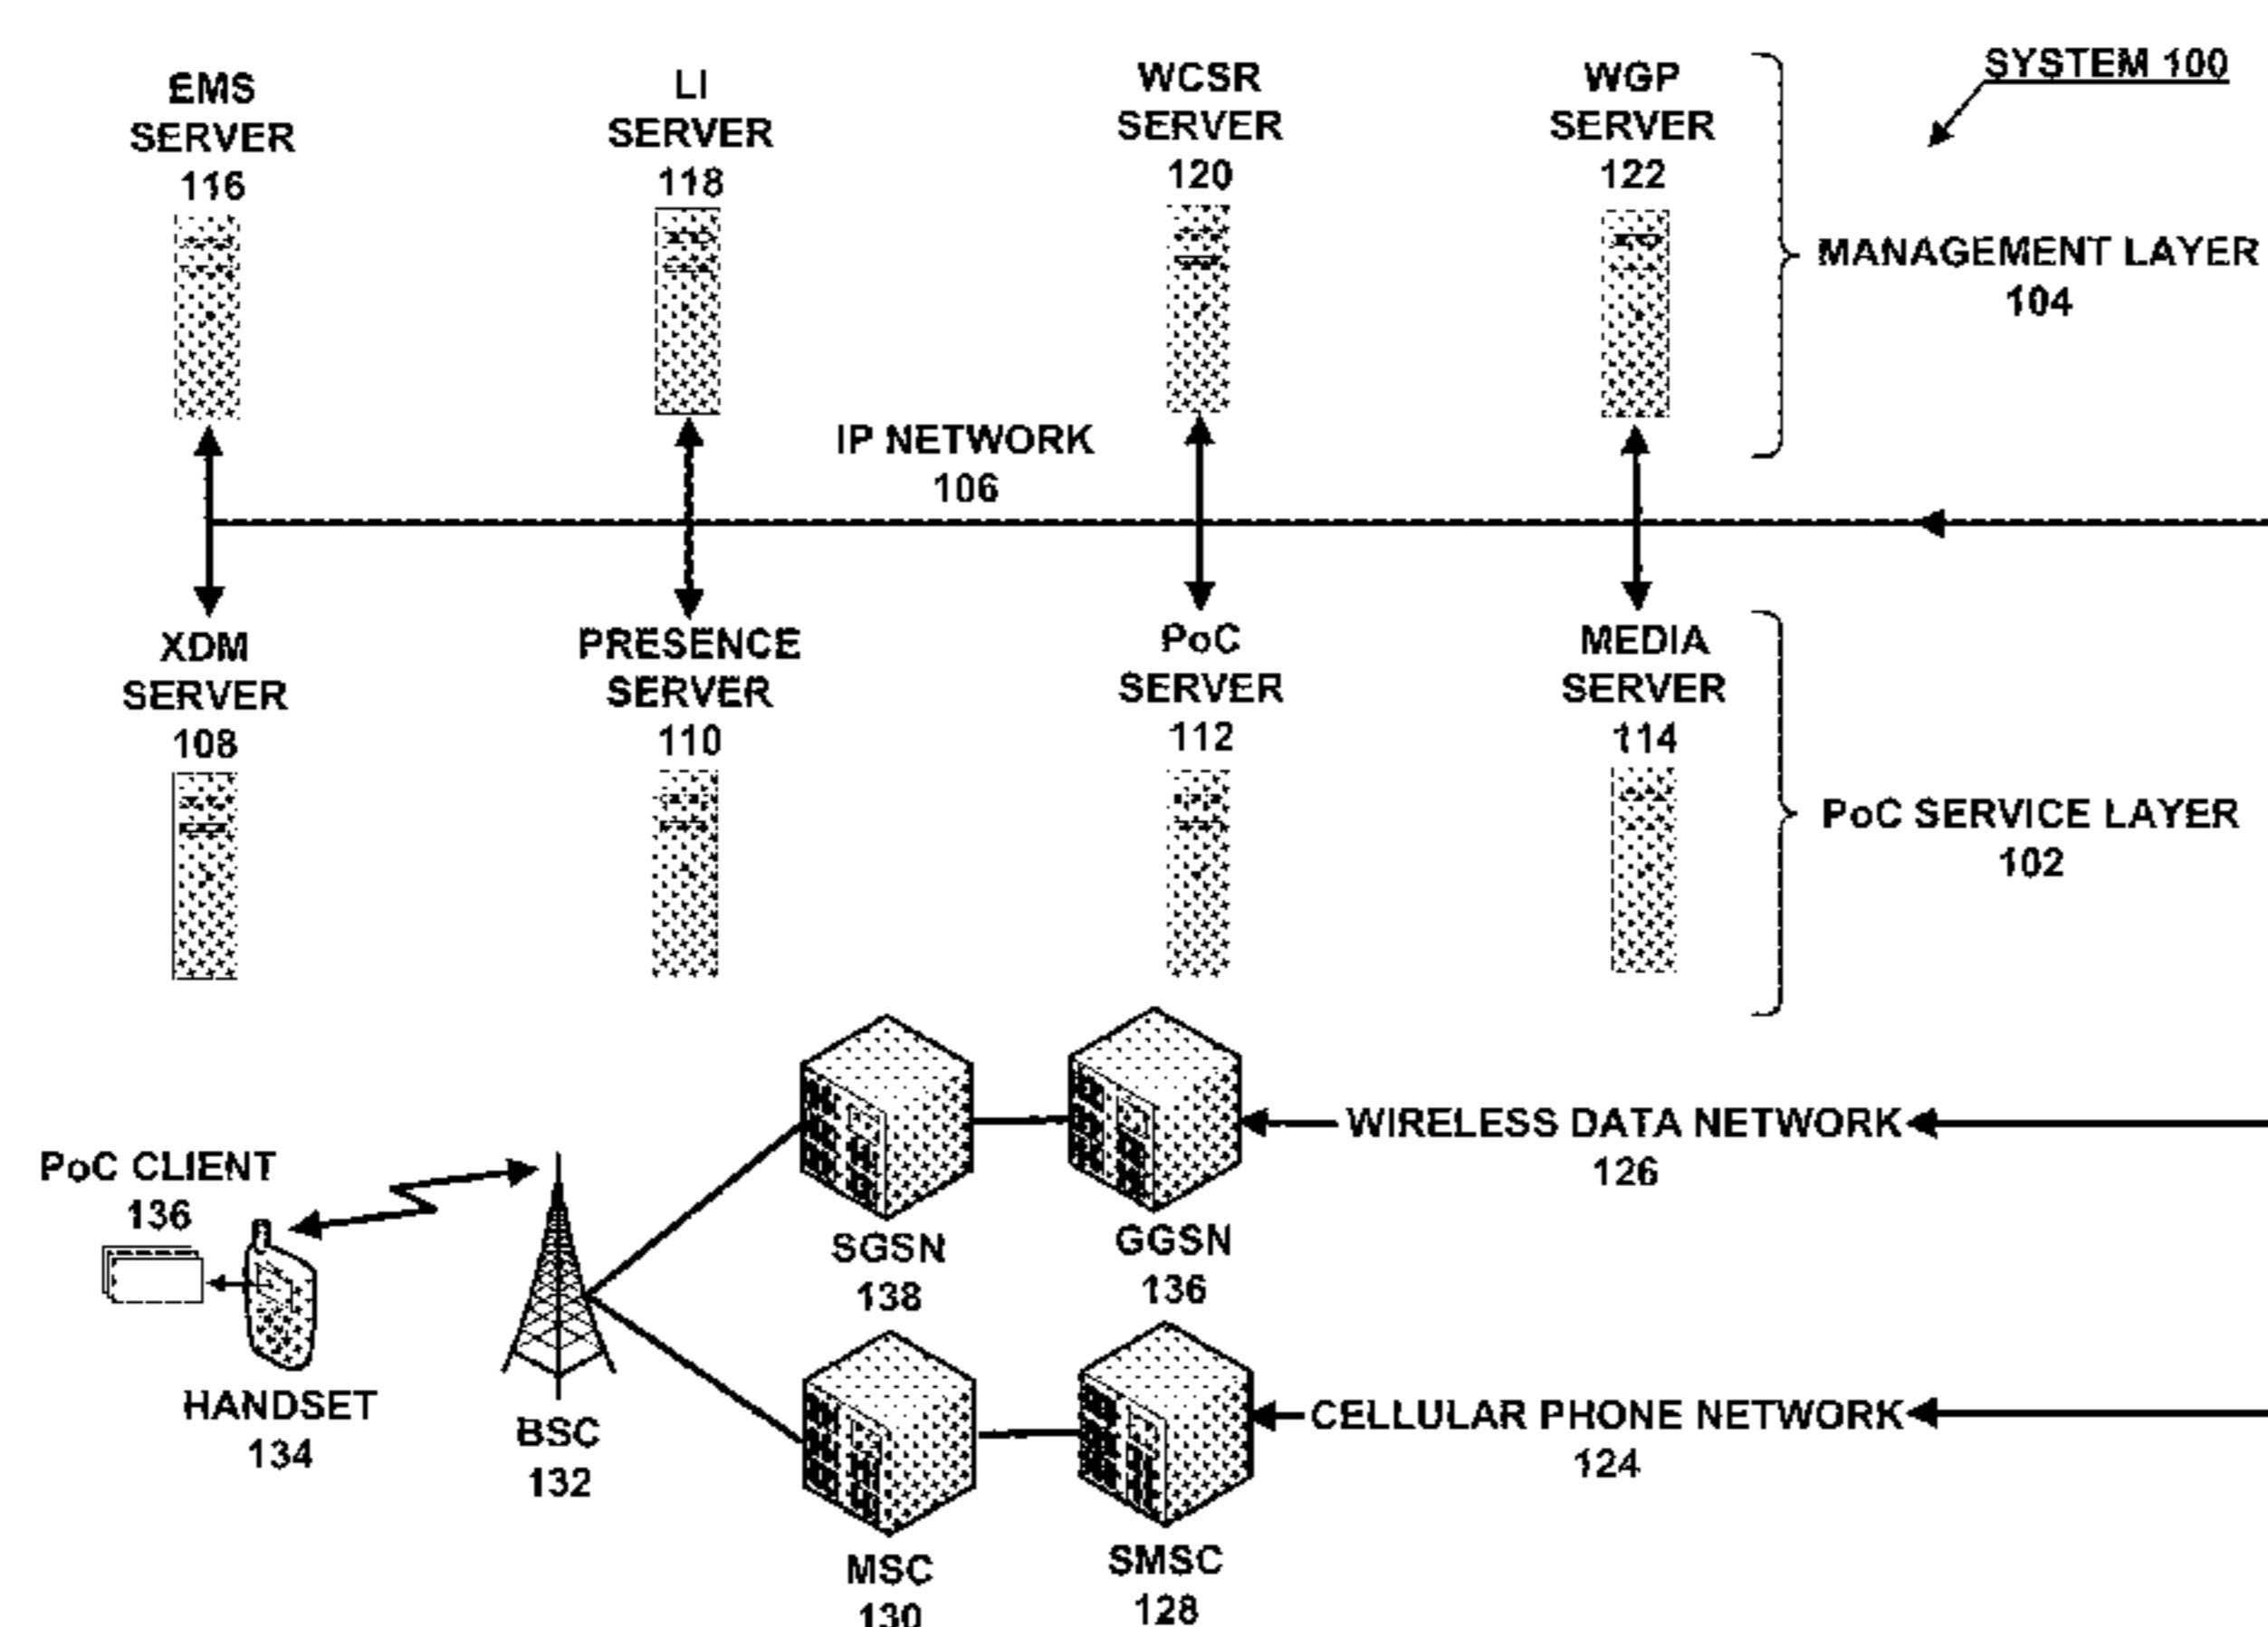 SYSTEM 100
EMS
SERVER
116
LI
SERVER
118
WCSR
SERVER
120
WGP
SERVER
122
MANAGEMENT LAYER
104
IP NETWORK
106
XDM
SERVER
108
PRESENCE
SERVER
110
PoC
SERVER
112
MEDIA
SERVER
114
PoC SERVICE LAYER
102
WIRELESS DATA NETWORK
126
PoC CLIENT
136
SGSN
138
GGSN
136
HANDSET
134
BSC
132
CELLULAR PHONE NETWORK
124
MSC
130
SMSC
128